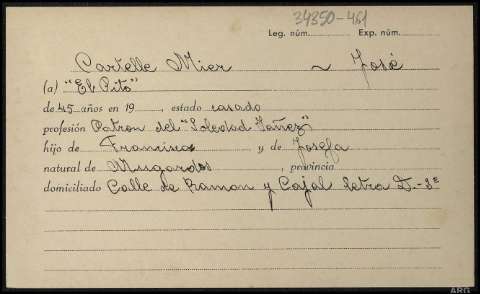 34350-461
Leg. núm. Exp. núm.
Cartelle Mier ~ José
(a) "El Pito"
de 45 años en 19 , estado casado
profesión Patron del "Soledad Yañez"
hijo de Francisco y de Josefa
natural de Mugardos , provincia
domiciliado Calle de Ramon y Cajal letra D.-3º
ARG